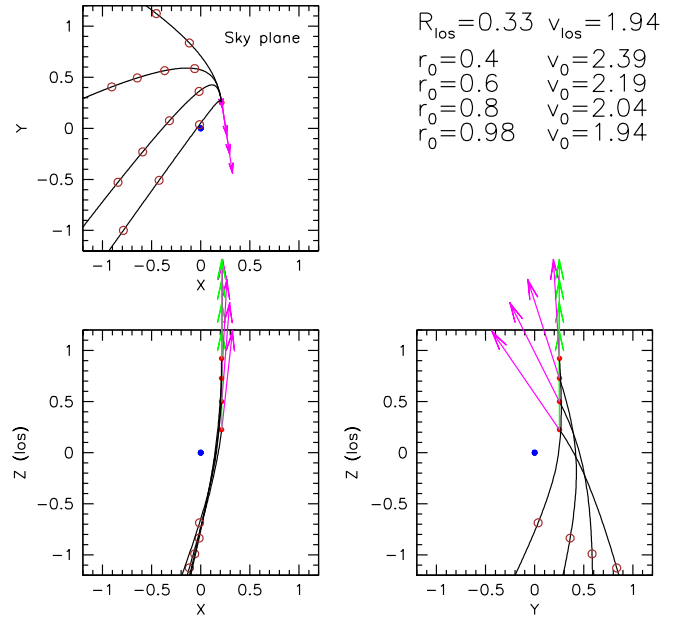 Sky plane
1
0.5
0
−0.5
−1
Y
−1 −0.5 0 0.5 1
X
R_los=0.33 v_los=1.94
r_0=0.4 v_0=2.39
r_0=0.6 v_0=2.19
r_0=0.8 v_0=2.04
r_0=0.98 v_0=1.94
1
0.5
0
−0.5
−1
Z (los)
−1 −0.5 0 0.5 1
X
1
0.5
0
−0.5
−1
Z (los)
−1 −0.5 0 0.5 1
Y